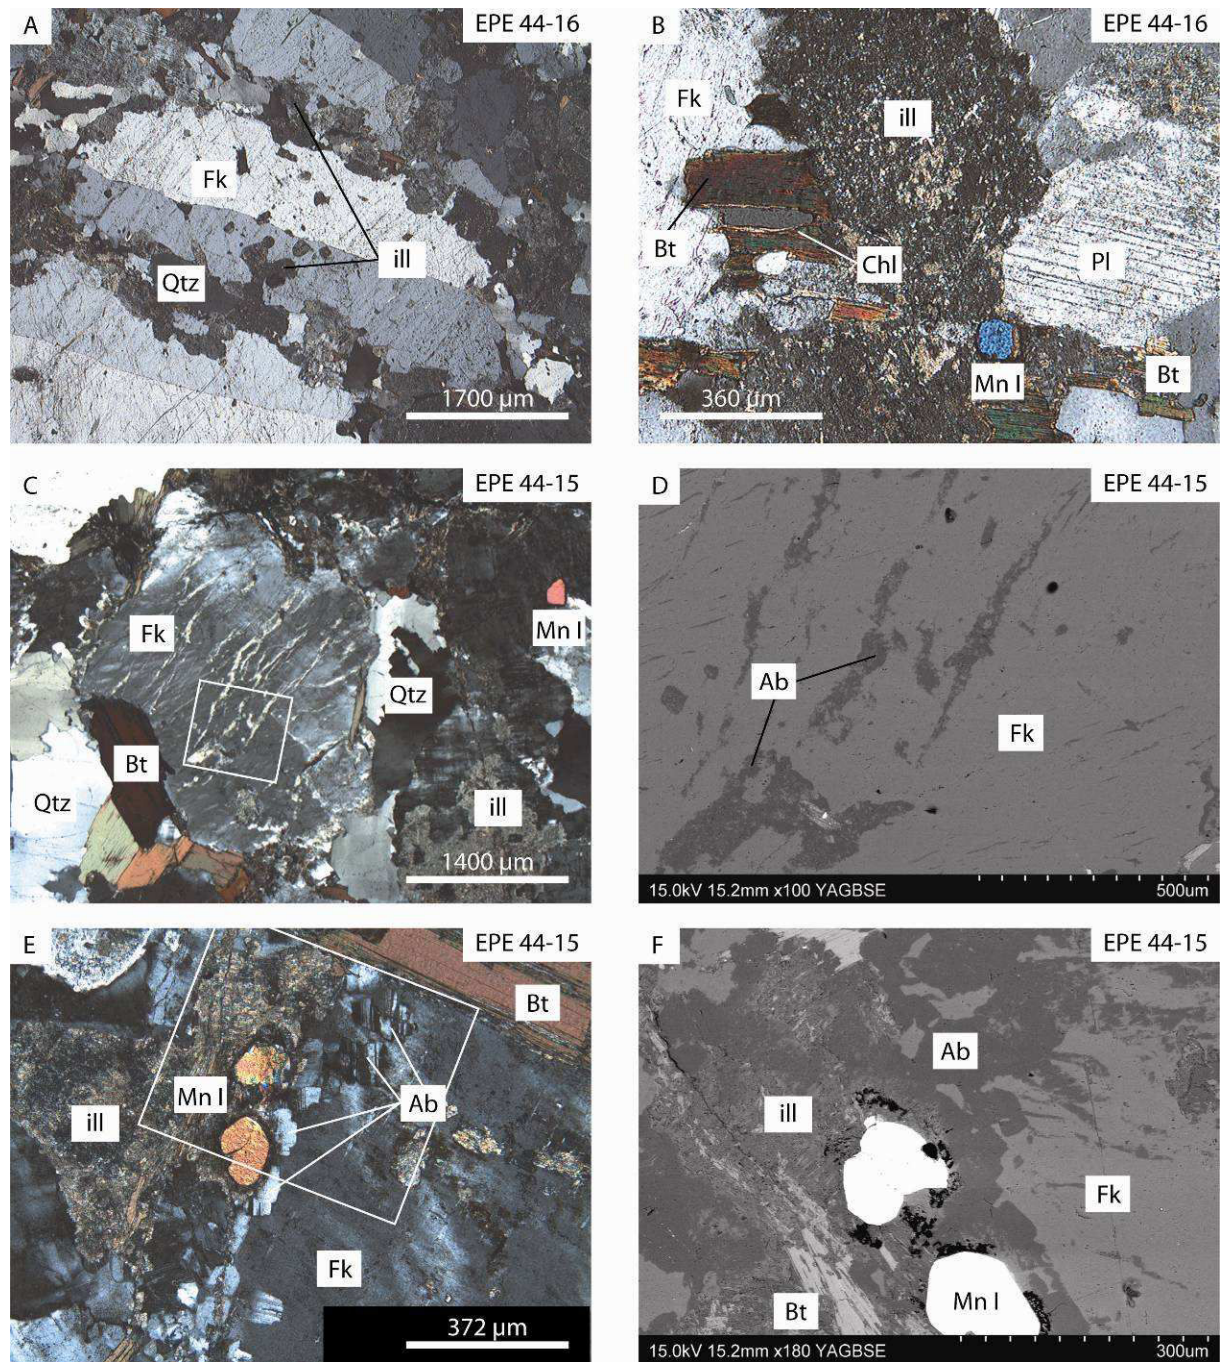 A
EPE 44-16
Fk
Qtz
ill
1700 µm
B
EPE 44-16
Fk
ill
Bt
Chl
Pl
Mn I
Bt
360 µm
C
EPE 44-15
Fk
Mn I
Qtz
Bt
Qtz
ill
1400 µm
D
EPE 44-15
Ab
Fk
15.0kV 15.2mm x100 YAGBSE
500um
E
EPE 44-15
Bt
Mn I
Ab
ill
Fk
372 µm
F
EPE 44-15
Ab
ill
Fk
Bt
Mn I
15.0kV 15.2mm x180 YAGBSE
300um